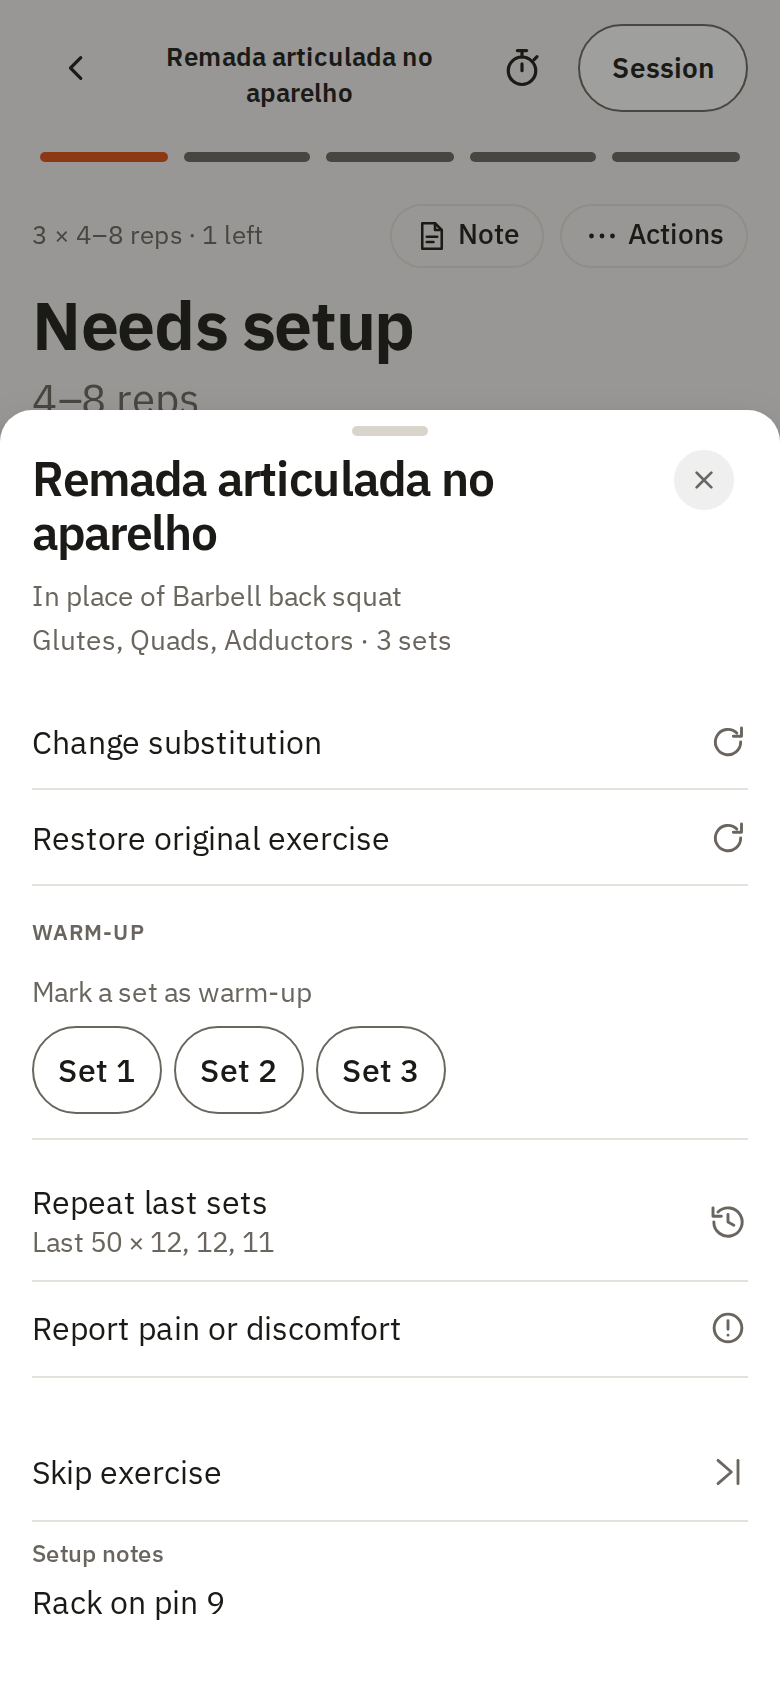 Remada articulada no
aparelho
Session
3 × 4–8 reps · 1 left
Note
Actions
Needs setup
4–8 reps
Remada articulada no
aparelho
In place of Barbell back squat
Glutes, Quads, Adductors · 3 sets
Change substitution
Restore original exercise
WARM-UP
Mark a set as warm-up
Set 1
Set 2
Set 3
Repeat last sets
Last 50 × 12, 12, 11
Report pain or discomfort
Skip exercise
Setup notes
Rack on pin 9